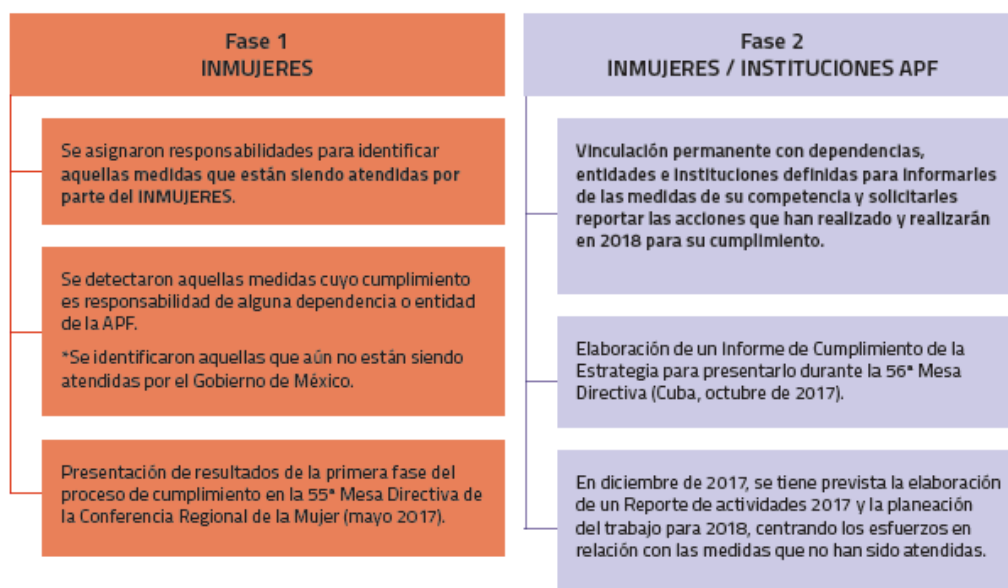 Fase 1
INMUJERES
Se asignaron responsabilidades para identificar
aquellas medidas que están siendo atendidas por
parte del INMUJERES.
Se detectaron aquellas medidas cuyo cumplimiento
es responsabilidad de alguna dependencia o entidad
de la APF.
*Se identificaron aquellas que aún no están siendo
atendidas por el Gobierno de México.
Presentación de resultados de la primera fase del
proceso de cumplimiento en la 55ª Mesa Directiva de
la Conferencia Regional de la Mujer (mayo 2017).
Fase 2
INMUJERES / INSTITUCIONES APF
Vinculación permanente con dependencias,
entidades e instituciones definidas para informarles
de las medidas de su competencia y solicitarles
reportar las acciones que han realizado y realizarán
en 2018 para su cumplimiento.
Elaboración de un Informe de Cumplimiento de la
Estrategia para presentarlo durante la 56ª Mesa
Directiva (Cuba, octubre de 2017).
En diciembre de 2017, se tiene prevista la elaboración
de un Reporte de actividades 2017 y la planeación
del trabajo para 2018, centrando los esfuerzos en
relación con las medidas que no han sido atendidas.